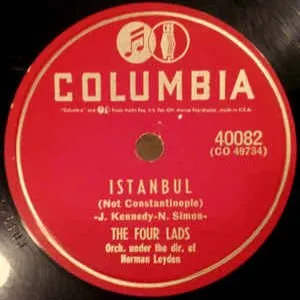 COLUMBIA
40082
(CO 49734)
ISTANBUL
(Not Constantinople)
-J. Kennedy-N. Simon-
THE FOUR LADS
Orch. under the dir. of
Norman Leyden